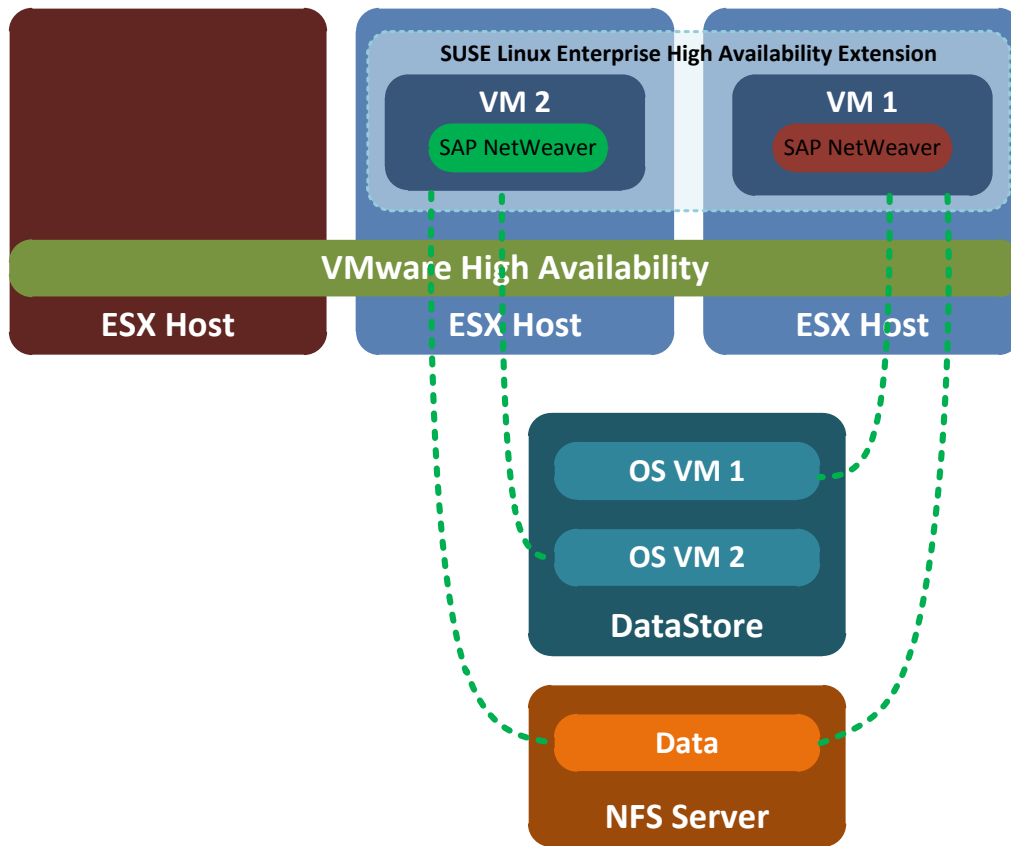 SUSE Linux Enterprise High Availability Extension
VM 2
SAP NetWeaver
VM 1
SAP NetWeaver
VMware High Availability
ESX Host
ESX Host
ESX Host
OS VM 1
OS VM 2
DataStore
Data
NFS Server